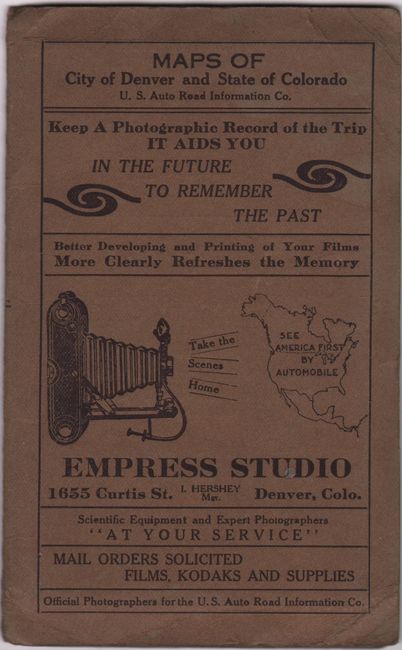 MAPS OF
City of Denver and State of Colorado
U. S. Auto Road Information Co.
Keep A Photographic Record of the Trip
IT AIDS YOU
IN THE FUTURE
TO REMEMBER
THE PAST
Better Developing and Printing of Your Films
More Clearly Refreshes the Memory
Take the
Scenes
Home
SEE
AMERICA FIRST
BY
AUTOMOBILE
EMPRESS STUDIO
1655 Curtis St. I. HERSHEY Mgr. Denver, Colo.
Scientific Equipment and Expert Photographers
"AT YOUR SERVICE"
MAIL ORDERS SOLICITED
FILMS, KODAKS AND SUPPLIES
Official Photographers for the U. S. Auto Road Information Co.